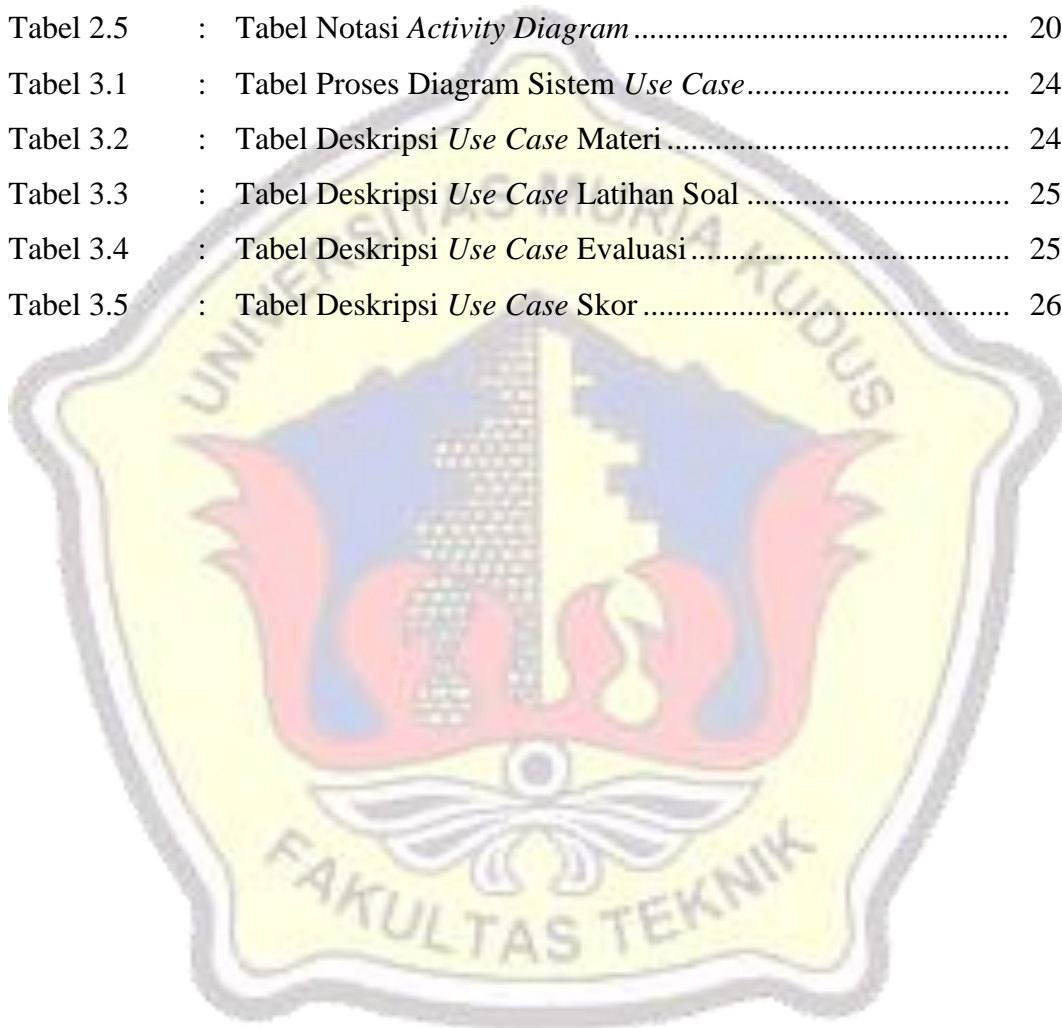 Tabel 2.5 : Tabel Notasi Activity Diagram............................................... 20
Tabel 3.1 : Tabel Proses Diagram Sistem Use Case................................. 24
Tabel 3.2 : Tabel Deskripsi Use Case Materi........................................... 24
Tabel 3.3 : Tabel Deskripsi Use Case Latihan Soal ................................. 25
Tabel 3.4 : Tabel Deskripsi Use Case Evaluasi........................................ 25
Tabel 3.5 : Tabel Deskripsi Use Case Skor .............................................. 26
UNIVERSITAS MURIA KUDUS
FAKULTAS TEKNIK